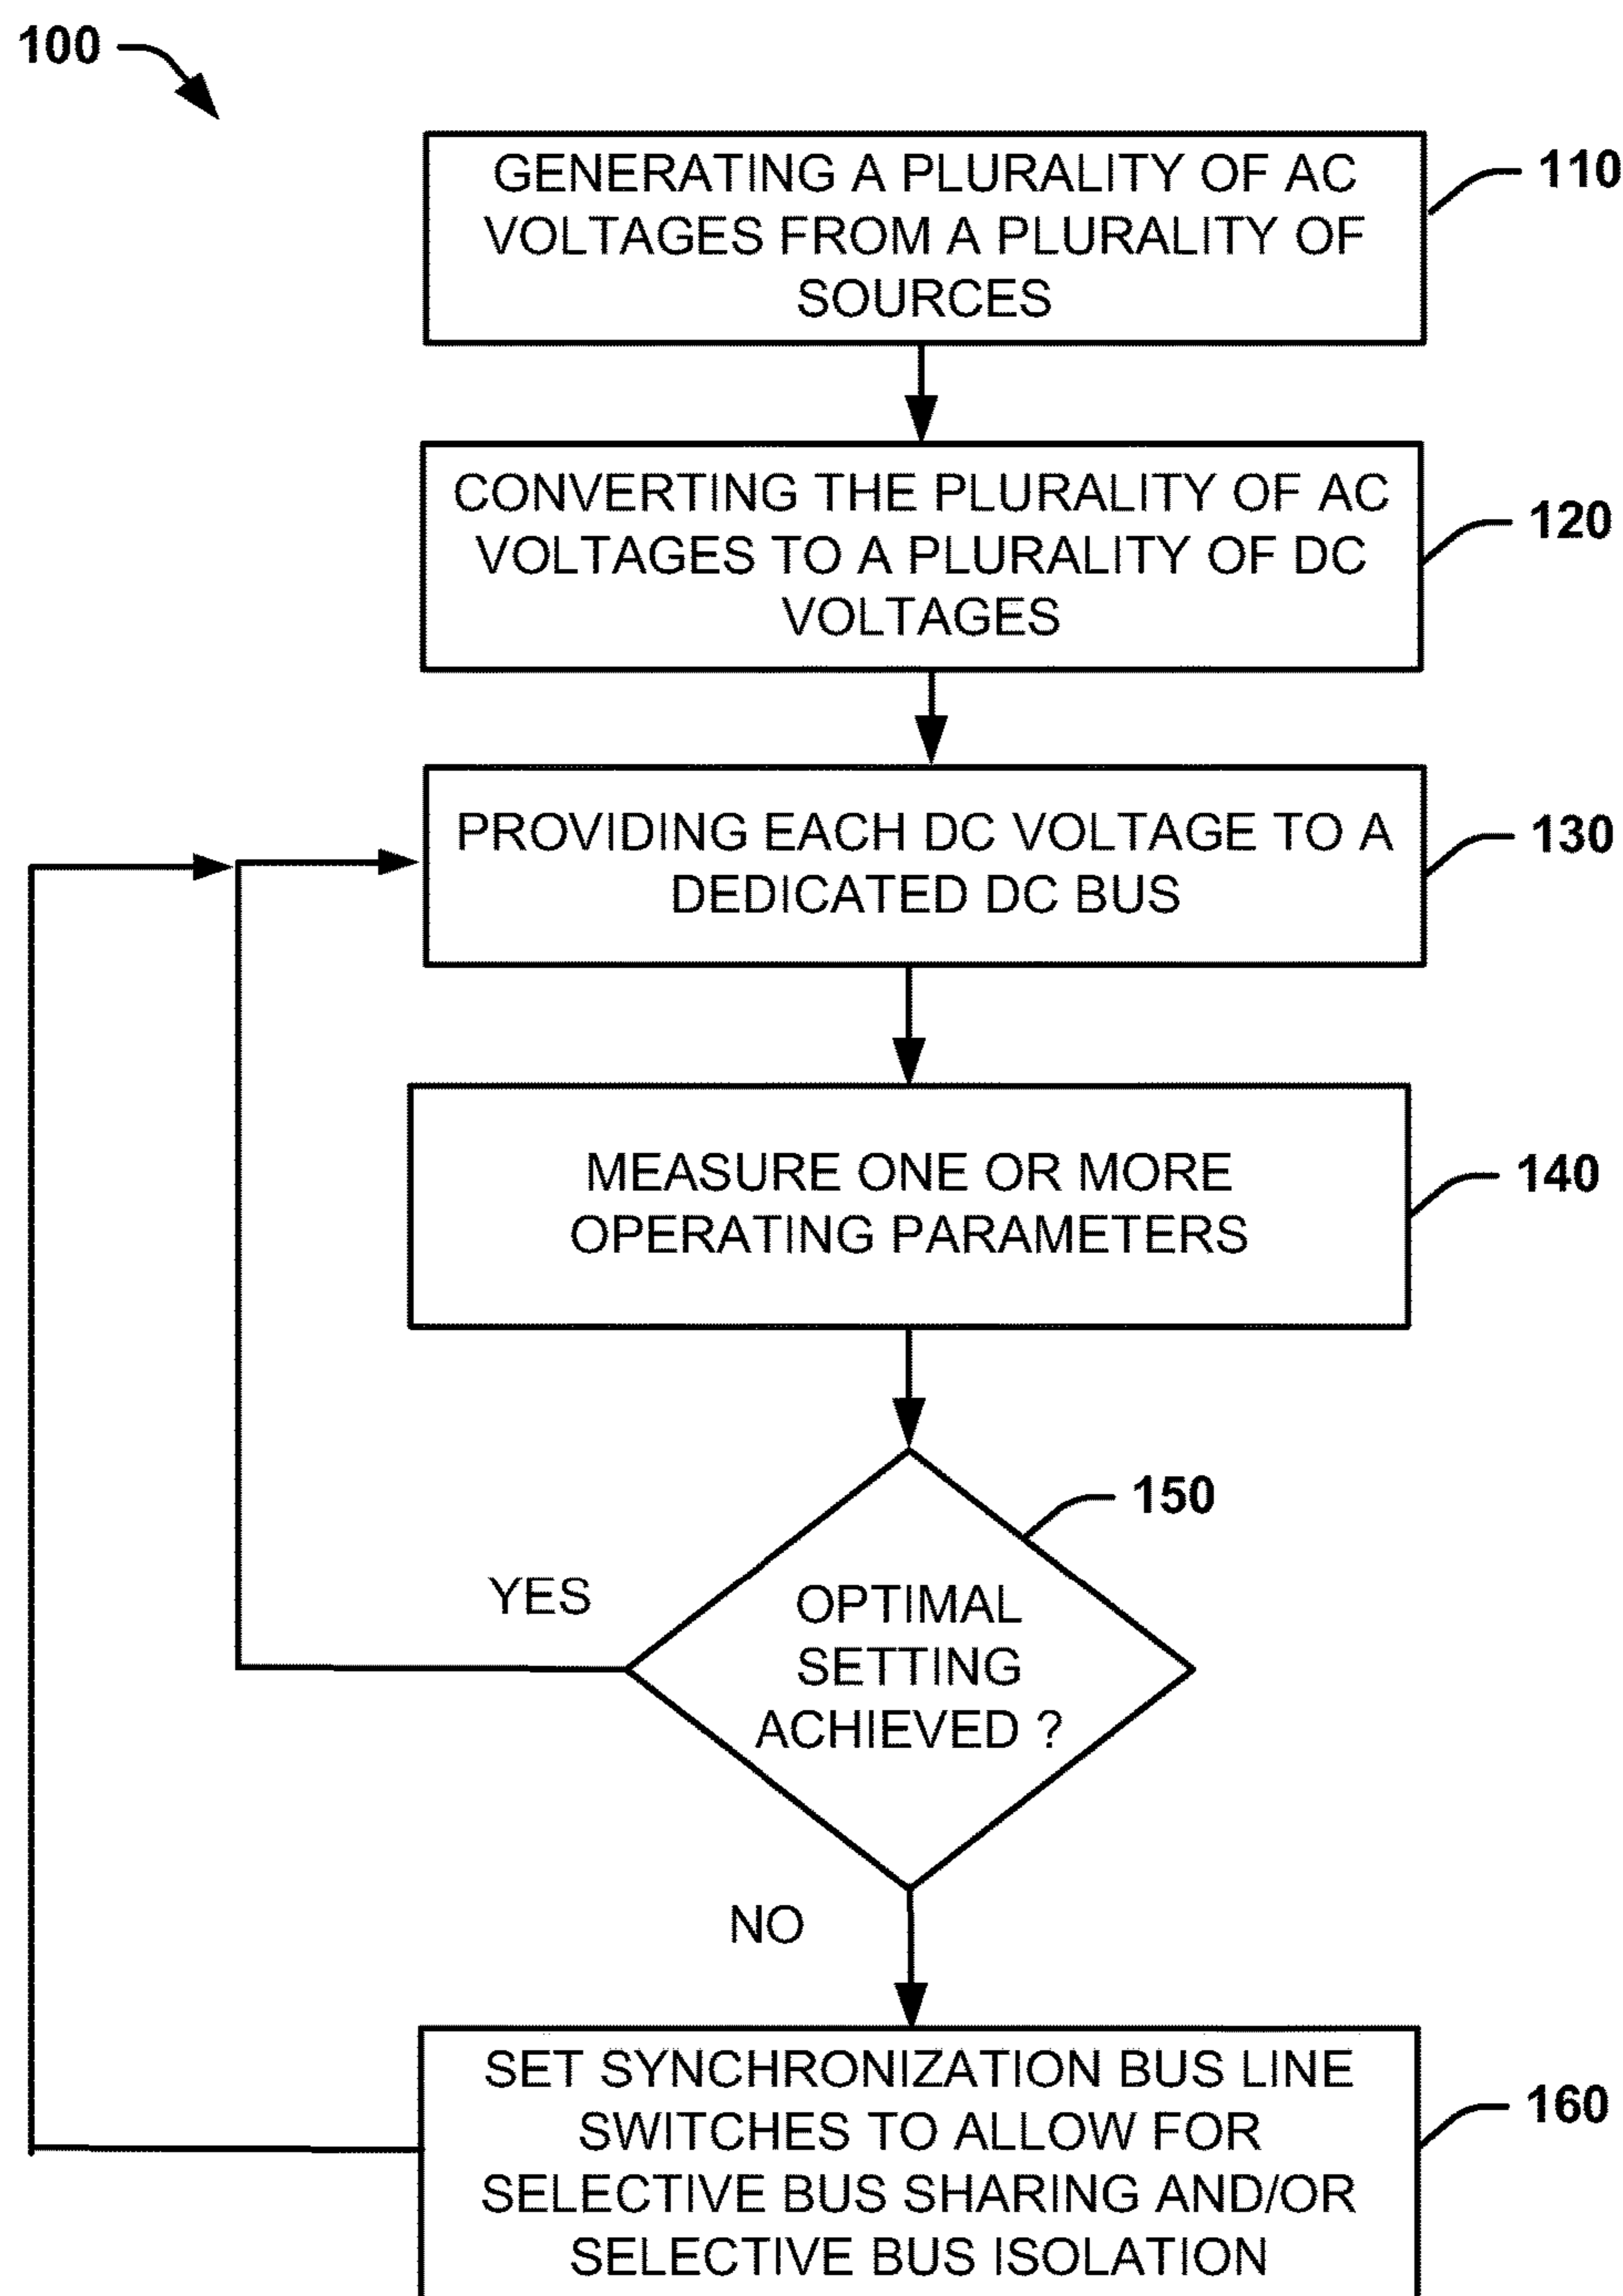 100
GENERATING A PLURALITY OF AC
VOLTAGES FROM A PLURALITY OF
SOURCES
110
CONVERTING THE PLURALITY OF AC
VOLTAGES TO A PLURALITY OF DC
VOLTAGES
120
PROVIDING EACH DC VOLTAGE TO A
DEDICATED DC BUS
130
MEASURE ONE OR MORE
OPERATING PARAMETERS
140
150
YES
OPTIMAL
SETTING
ACHIEVED ?
NO
SET SYNCHRONIZATION BUS LINE
SWITCHES TO ALLOW FOR
SELECTIVE BUS SHARING AND/OR
SELECTIVE BUS ISOLATION
160